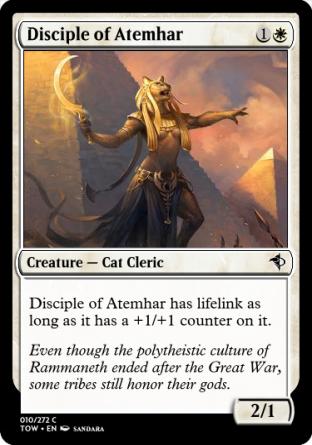 Disciple of Atemhar 1
Creature — Cat Cleric
Disciple of Atemhar has lifelink as
long as it has a +1/+1 counter on it.
Even though the polytheistic culture of
Rammaneth ended after the Great War,
some tribes still honor their gods.
2/1
010/272 C
TOW • EN SANDARA